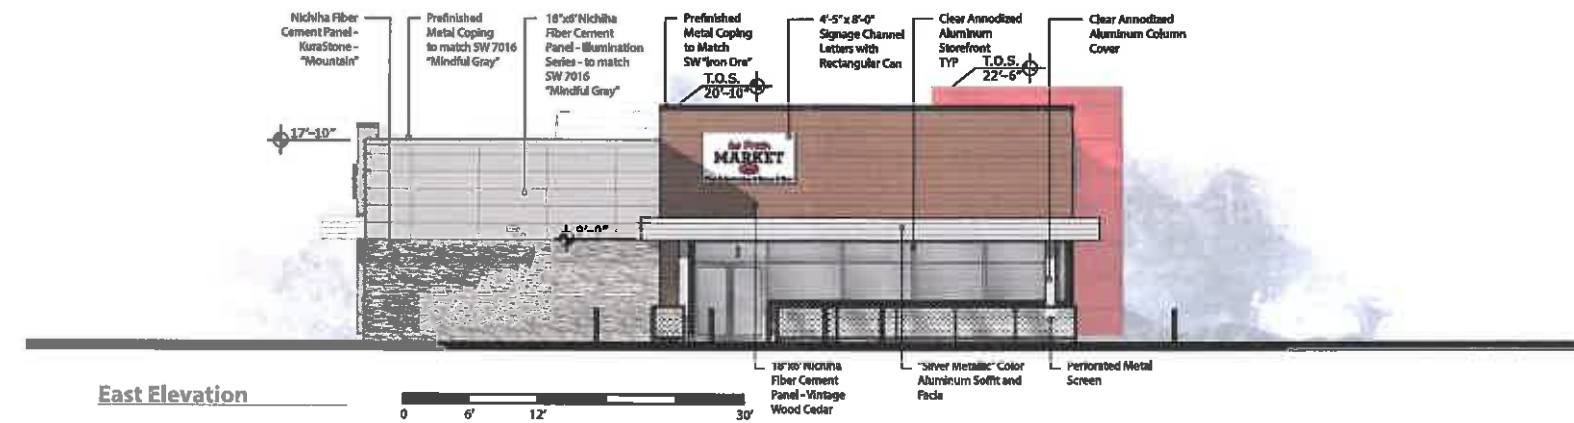 Nichiha Fiber
Cement Panel -
KuraStone -
"Mountain"
Prefinished
Metal Coping
to match SW 7016
"Mindful Gray"
18"x6' Nichiha
Fiber Cement
Panel - Illumination
Series - to match
SW 7016
"Mindful Gray"
Prefinished
Metal Coping
to Match
SW "Iron Ore"
T.O.S.
20'-10"
4'-5" x 8'-0"
Signage Channel
Letters with
Rectangular Can
Clear Annodized
Aluminum
Storefront
TYP
T.O.S.
22'-6"
Clear Annodized
Aluminum Column
Cover
17'-10"
MARKET
9'-0"
18"x6' Nichiha
Fiber Cement
Panel - Vintage
Wood Cedar
"Silver Metallic" Color
Aluminum Soffit and
Facia
Perforated Metal
Screen
East Elevation
0 6' 12' 30'